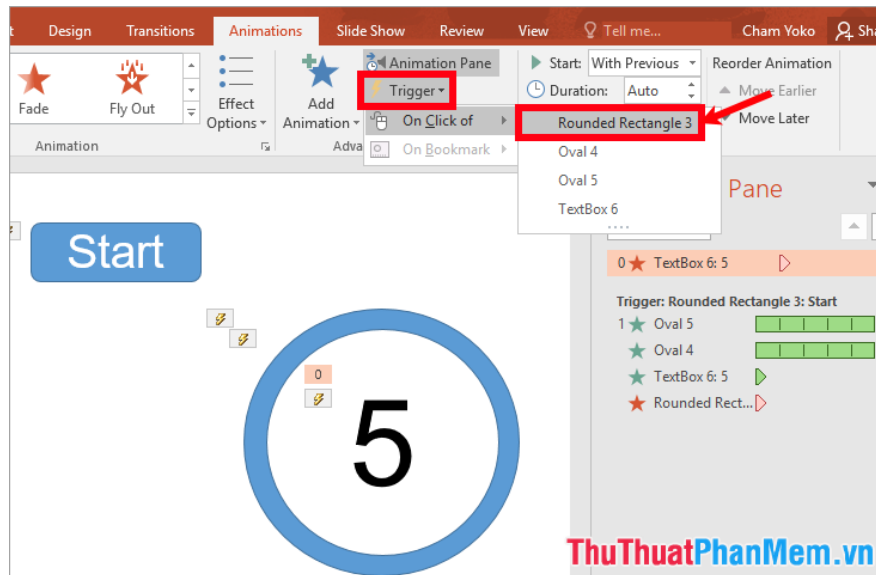 Design Transitions Animations Slide Show Review View Tell me... Cham Yoko Sha
Animation Pane Start: With Previous Reorder Animation
Trigger Duration: Auto Move Earlier
Fade Fly Out Effect Options Add Animation On Click of Rounded Rectangle 3 Move Later
Animation Adva On Bookmark Oval 4
Oval 5
TextBox 6
Pane
Start
0 TextBox 6: 5
Trigger: Rounded Rectangle 3: Start
1 Oval 5
Oval 4
TextBox 6: 5
Rounded Rect...
0
5
ThuThuatPhanMem.vn